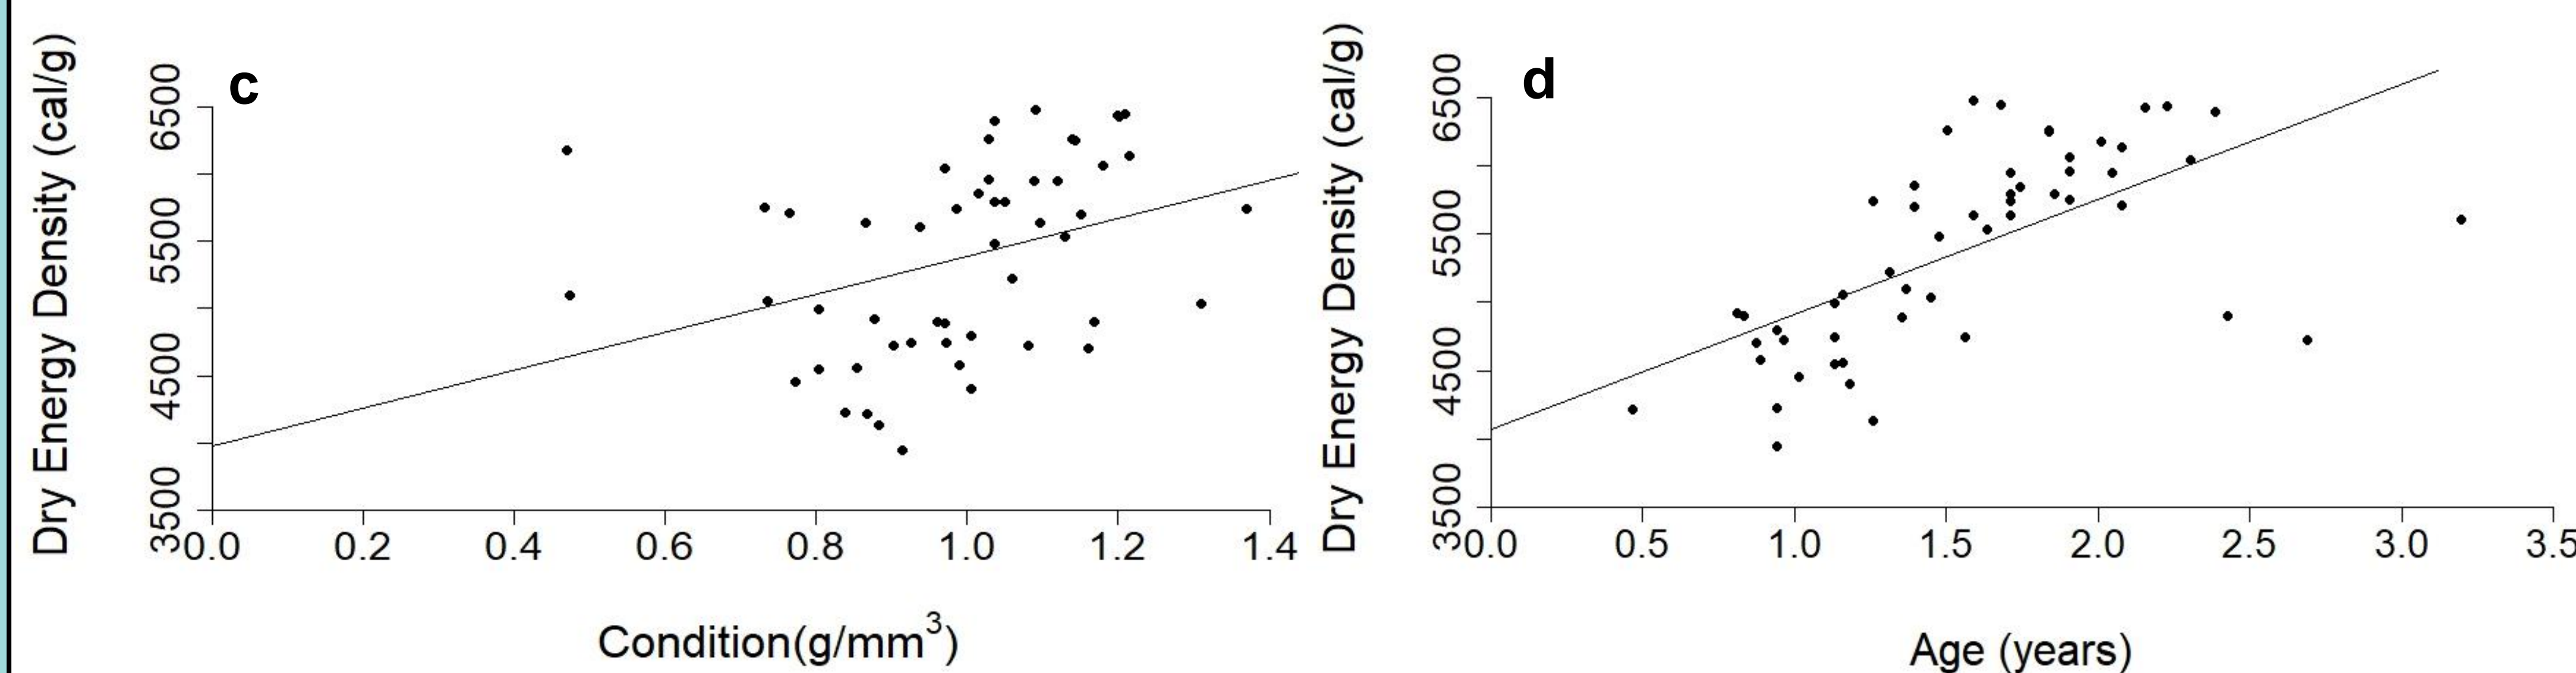 c
Dry Energy Density (cal/g)
6500
5500
4500
3500
0.0 0.2 0.4 0.6 0.8 1.0 1.2 1.4
Condition(g/mm³)
d
Dry Energy Density (cal/g)
6500
5500
4500
3500
0.0 0.5 1.0 1.5 2.0 2.5 3.0 3.5
Age (years)